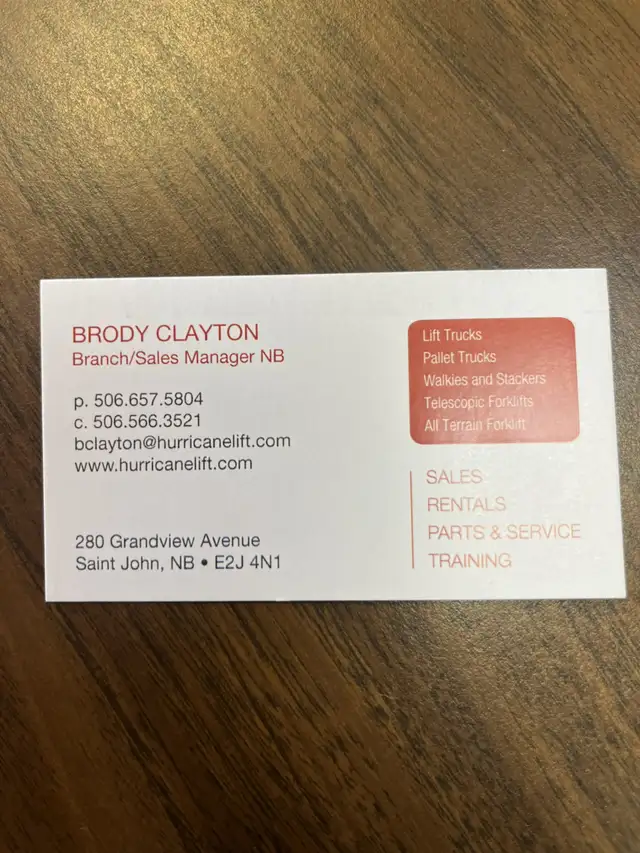 BRODY CLAYTON
Branch/Sales Manager NB
p. 506.657.5804
c. 506.566.3521
bclayton@hurricanelift.com
www.hurricanelift.com
280 Grandview Avenue
Saint John, NB • E2J 4N1
Lift Trucks
Pallet Trucks
Walkies and Stackers
Telescopic Forklifts
All Terrain Forklift
SALES
RENTALS
PARTS & SERVICE
TRAINING